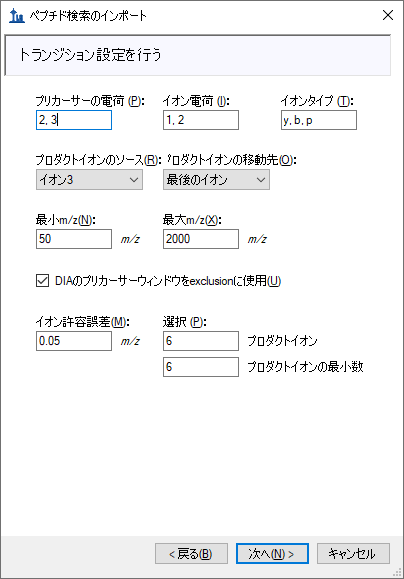 ペプチド検索のインポート
トランジション設定を行う
プリカーサーの電荷 (P): イオン電荷 (I): イオンタイプ (T):
2, 3 1, 2 y, b, p
プロダクトイオンのソース(R): プロダクトイオンの移動先(O):
イオン3 最後のイオン
最小m/z(N): 最大m/z(X):
50 m/z 2000 m/z
DIAのプリカーサーウィンドウをexclusionに使用(U)
イオン許容誤差(M): 選択 (P):
0.05 m/z 6 プロダクトイオン
6 プロダクトイオンの最小数
< 戻る(B) 次へ(N) > キャンセル